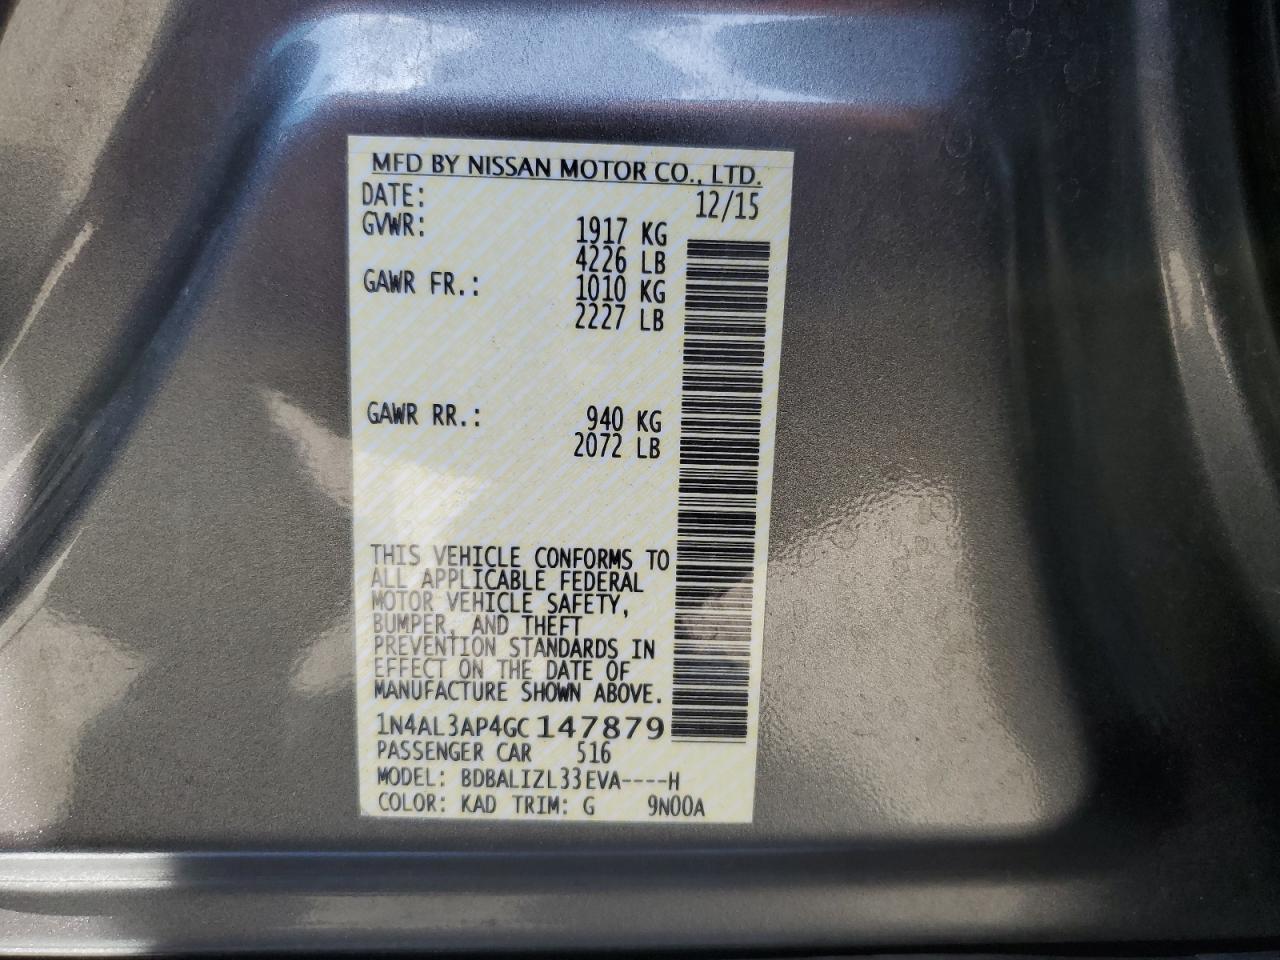 MFD BY NISSAN MOTOR CO., LTD.
DATE: 12/15
GVWR: 1917 KG
4226 LB
GAWR FR.: 1010 KG
2227 LB
GAWR RR.: 940 KG
2072 LB
THIS VEHICLE CONFORMS TO
ALL APPLICABLE FEDERAL
MOTOR VEHICLE SAFETY,
BUMPER, AND THEFT
PREVENTION STANDARDS IN
EFFECT ON THE DATE OF
MANUFACTURE SHOWN ABOVE.
1N4AL3AP4GC147879
PASSENGER CAR 516
MODEL: BDBALIZL33EVA----H
COLOR: KAD TRIM: G 9N00A